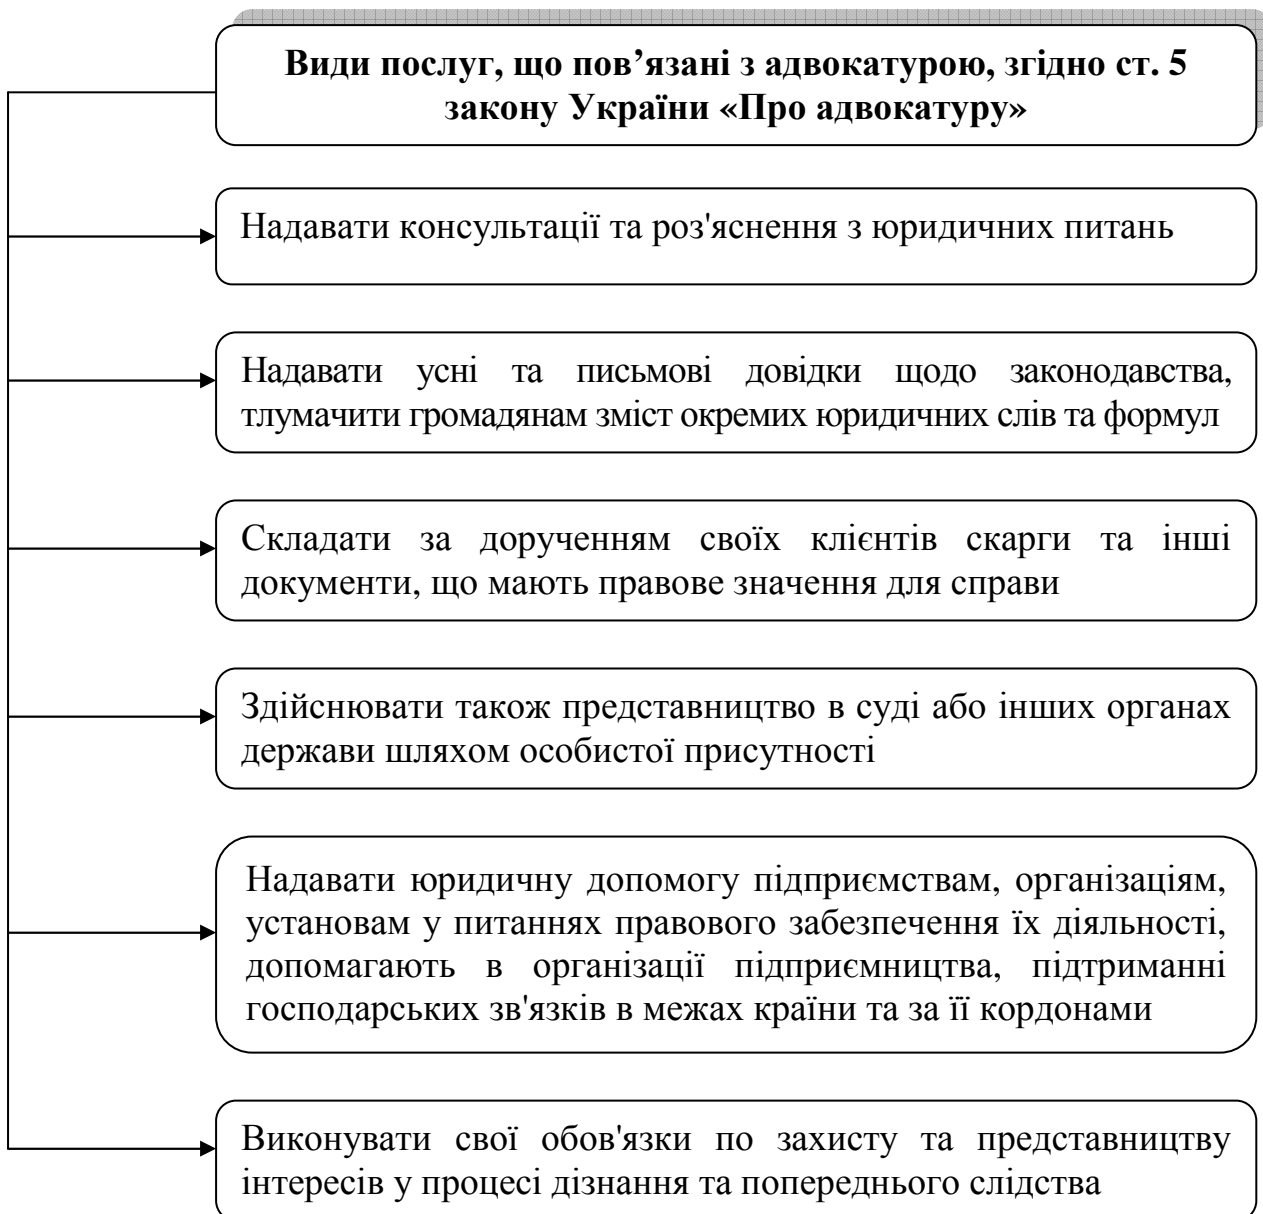 Види послуг, що пов’язані з адвокатурою, згідно ст. 5
закону України «Про адвокатуру»
Надавати консультації та роз'яснення з юридичних питань
Надавати усні та письмові довідки щодо законодавства,
тлумачити громадянам зміст окремих юридичних слів та формул
Складати за дорученням своїх клієнтів скарги та інші
документи, що мають правове значення для справи
Здійснювати також представництво в суді або інших органах
держави шляхом особистої присутності
Надавати юридичну допомогу підприємствам, організаціям,
установам у питаннях правового забезпечення їх діяльності,
допомагають в організації підприємництва, підтриманні
господарських зв'язків в межах країни та за її кордонами
Виконувати свої обов'язки по захисту та представництву
інтересів у процесі дізнання та попереднього слідства